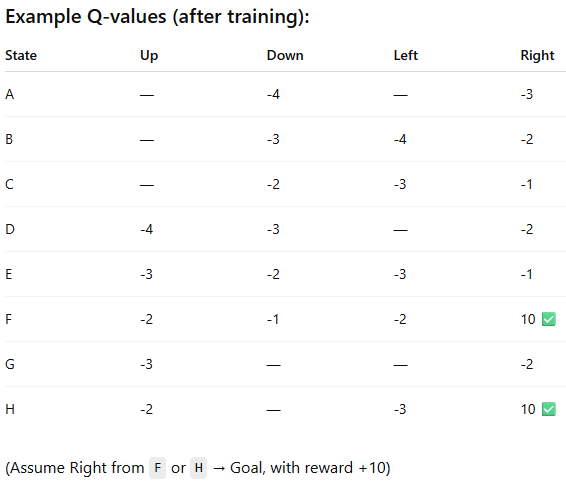 Example Q-values (after training):
State Up Down Left Right
A — -4 — -3
B — -3 -4 -2
C — -2 -3 -1
D -4 -3 — -2
E -3 -2 -3 -1
F -2 -1 -2 10 ✅
G -3 — — -2
H -2 — -3 10 ✅
(Assume Right from F or H → Goal, with reward +10)